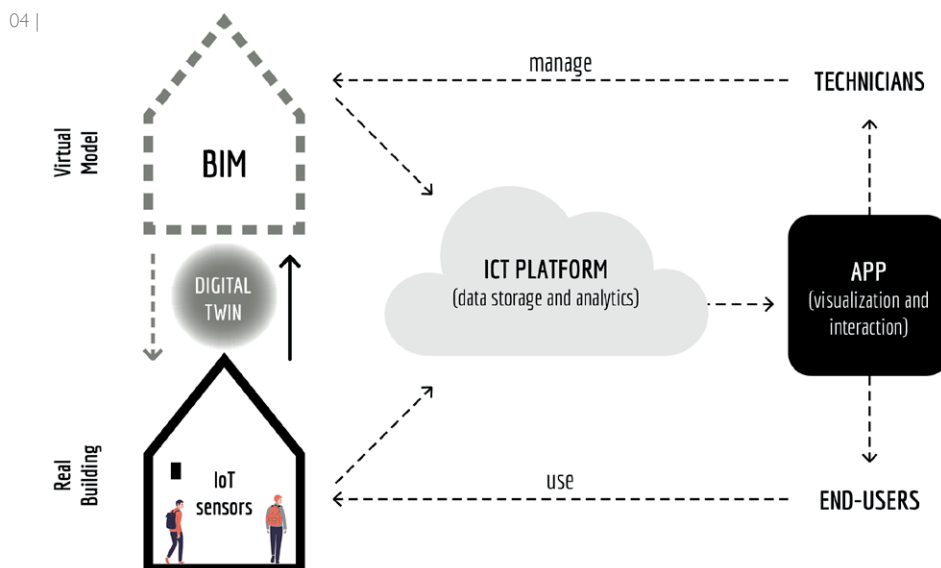 04 |
manage
TECHNICIANS
Virtual
Model
BIM
ICT PLATFORM
(data storage and analytics)
APP
(visualization and
interaction)
DIGITAL
TWIN
Real
Building
IoT
sensors
use
END-USERS